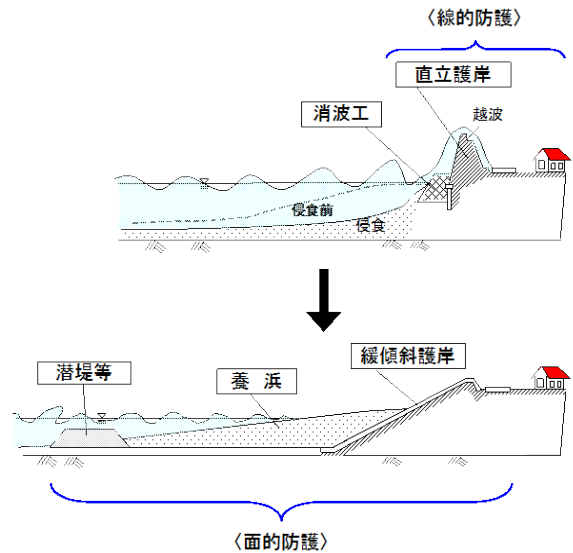 〈線的防護〉
直立護岸
消波工
越波
侵食前
侵食
潜堤等
養 浜
緩傾斜護岸
〈面的防護〉